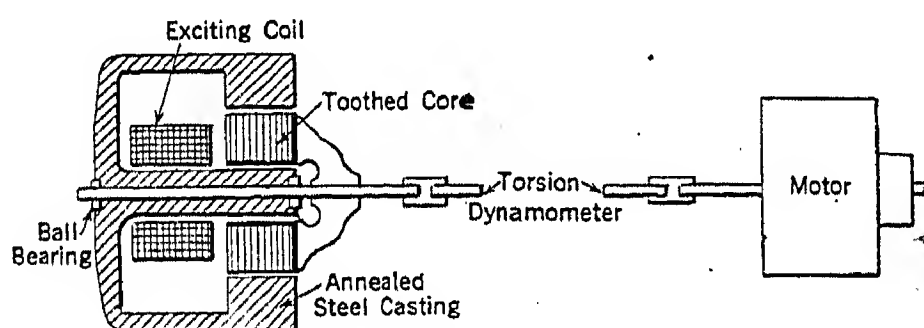 Exciting Coil
Toothed Core
Torsion
Dynamometer
Motor
Ball
Bearing
Annealed
Steel Casting